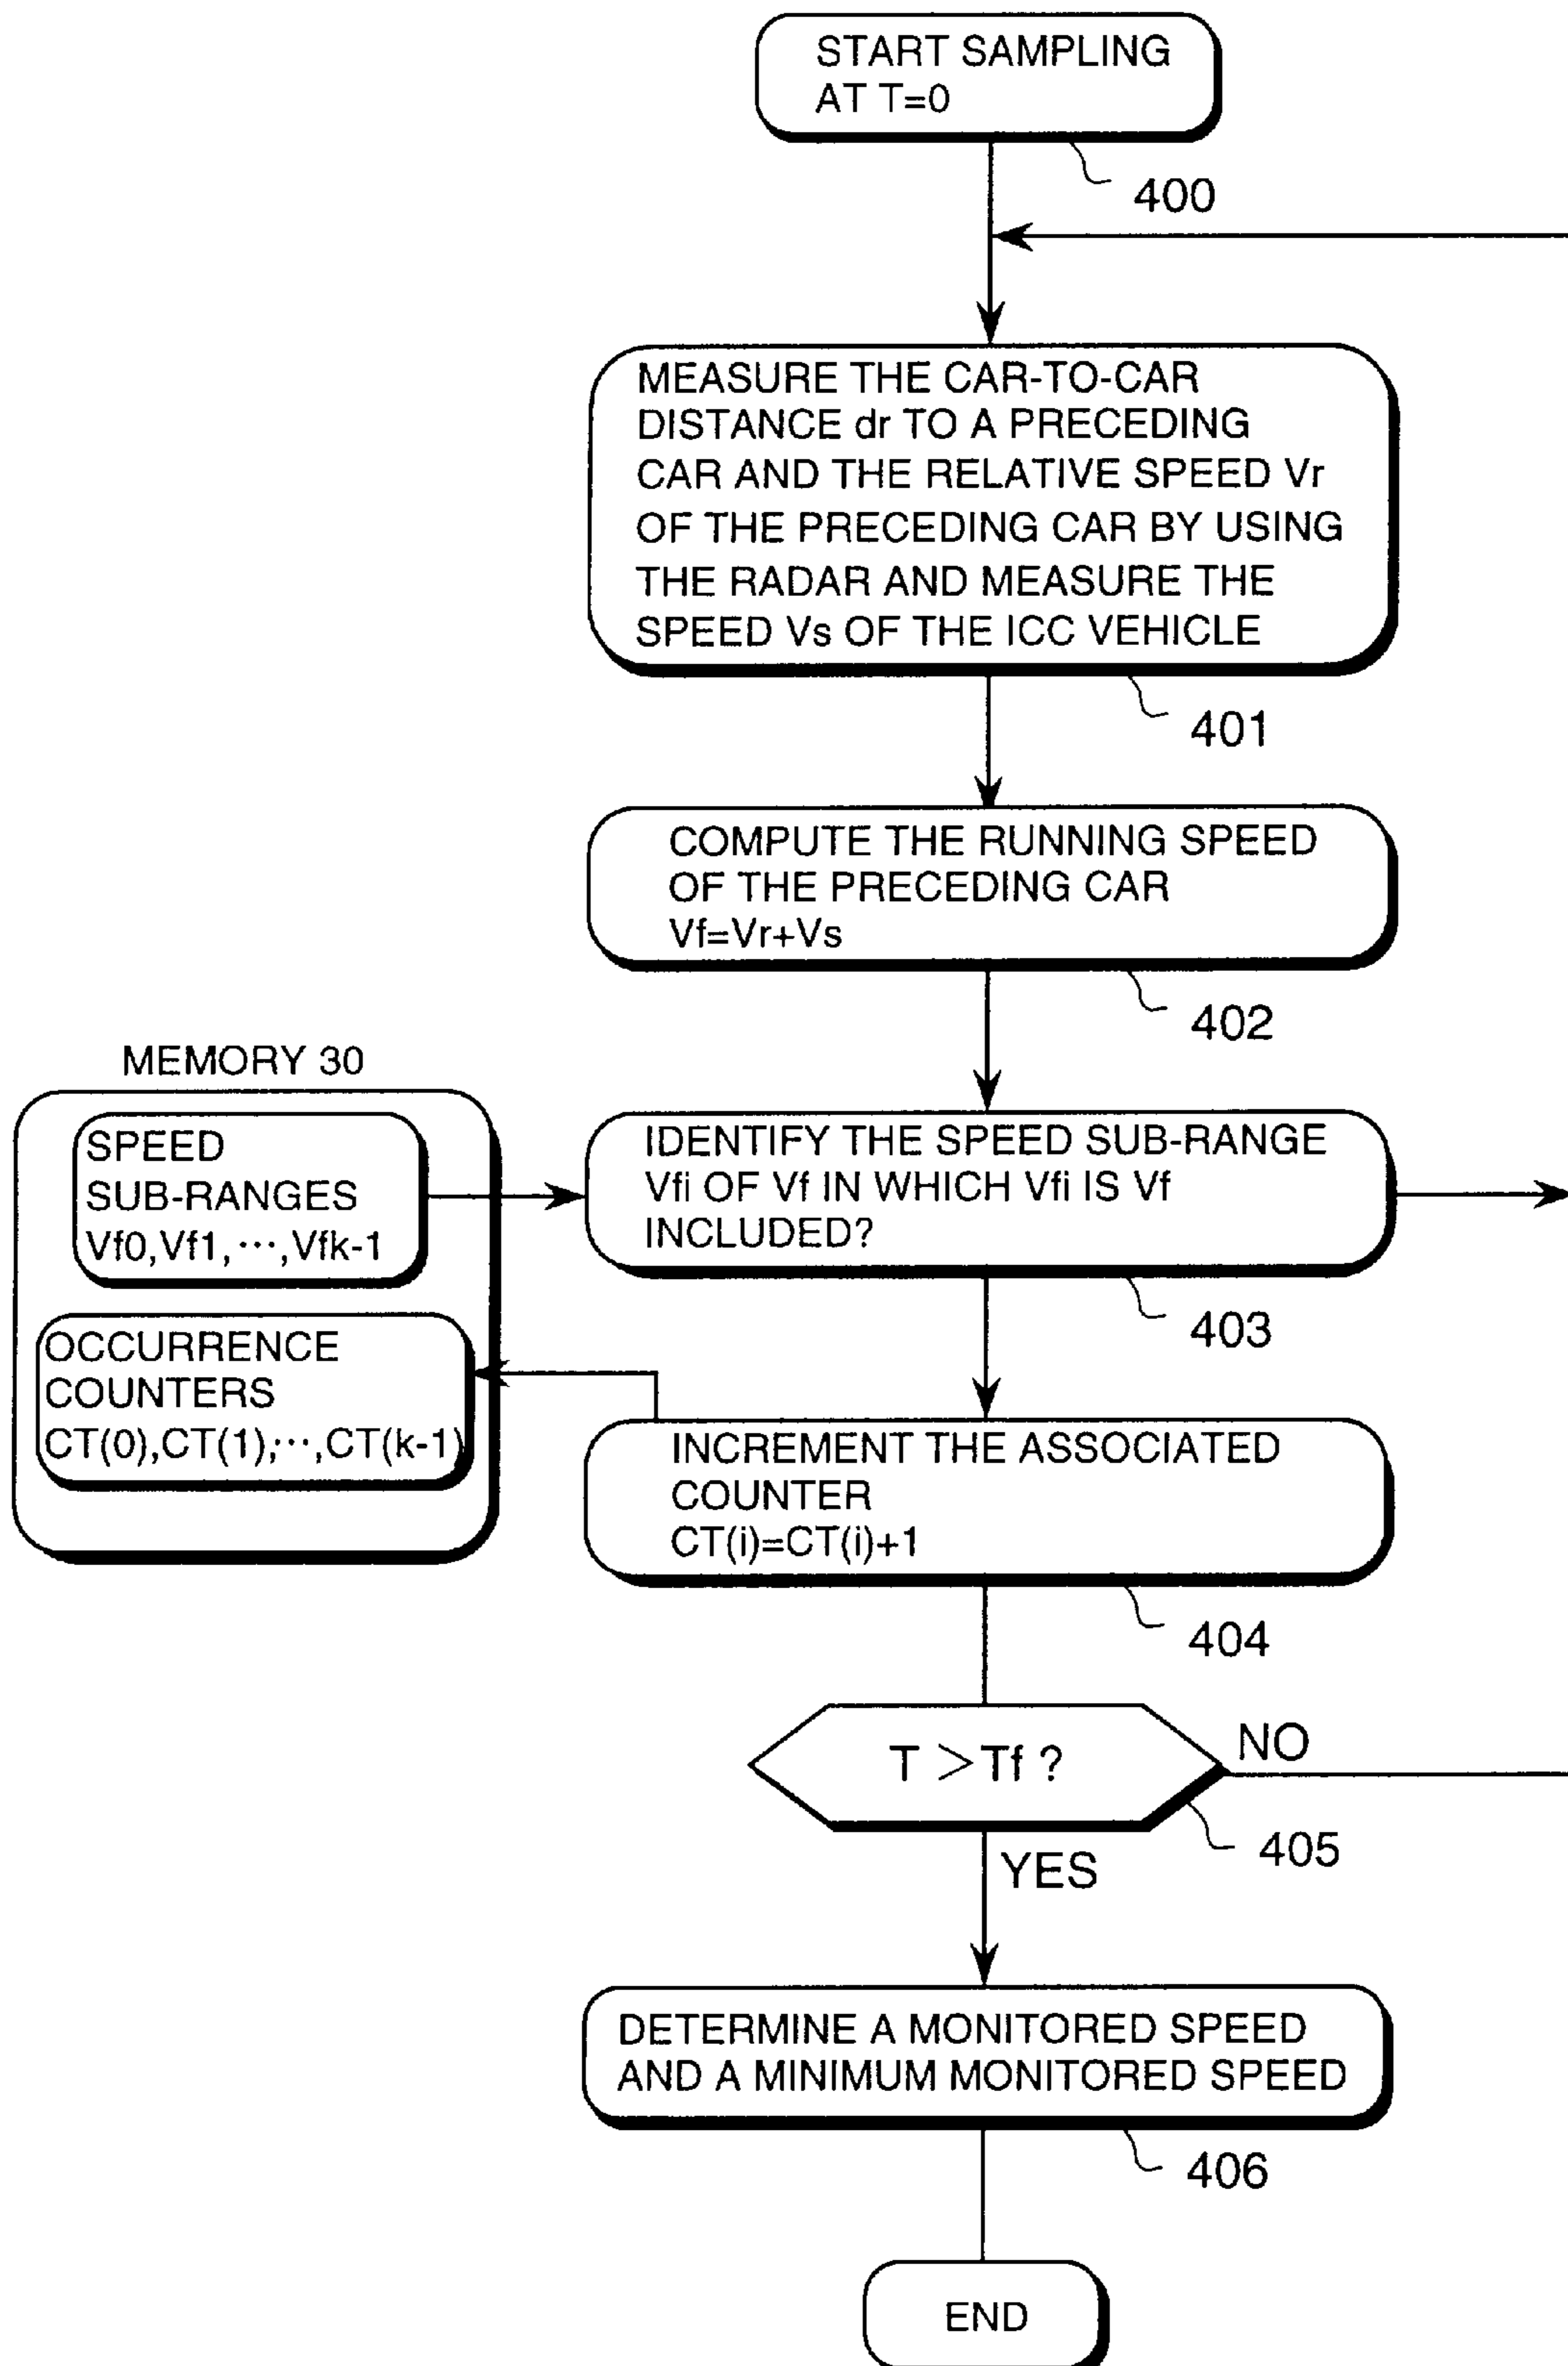 START SAMPLING
AT T=0
400
MEASURE THE CAR-TO-CAR
DISTANCE dr TO A PRECEDING
CAR AND THE RELATIVE SPEED Vr
OF THE PRECEDING CAR BY USING
THE RADAR AND MEASURE THE
SPEED Vs OF THE ICC VEHICLE
401
COMPUTE THE RUNNING SPEED
OF THE PRECEDING CAR
Vf=Vr+Vs
402
MEMORY 30
SPEED
SUB-RANGES
Vf0,Vf1,···,Vfk-1
IDENTIFY THE SPEED SUB-RANGE
Vfi OF Vf IN WHICH Vfi IS Vf
INCLUDED?
403
OCCURRENCE
COUNTERS
CT(0),CT(1),···,CT(k-1)
INCREMENT THE ASSOCIATED
COUNTER
CT(i)=CT(i)+1
404
T >Tf ?
NO
405
YES
DETERMINE A MONITORED SPEED
AND A MINIMUM MONITORED SPEED
406
END